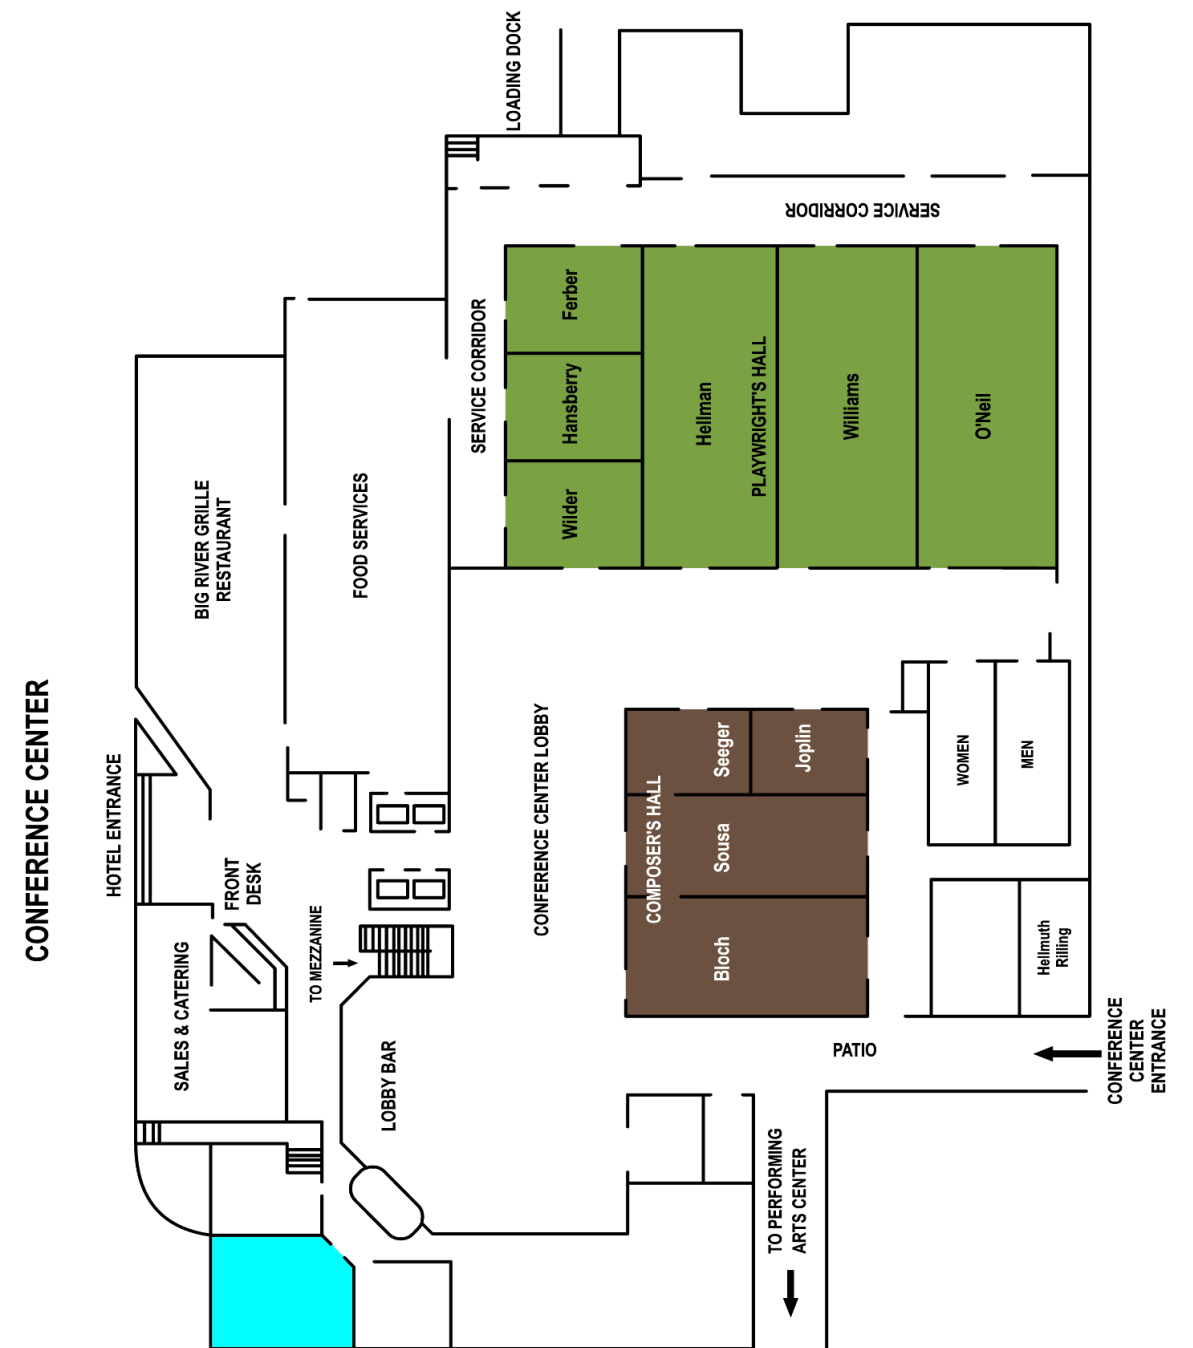 CONFERENCE CENTER
HOTEL ENTRANCE
SALES & CATERING
FRONT
DESK
BIG RIVER GRILLE
RESTAURANT
TO MEZZANINE
FOOD SERVICES
LOBBY BAR
LOADING DOCK
SERVICE CORRIDOR
SERVICE CORRIDOR
CONFERENCE CENTER LOBBY
Wilder
Hansberry
Ferber
Hellman
PLAYWRIGHT'S HALL
Williams
O'Neil
COMPOSER'S HALL
Bloch
Sousa
Seeger
Joplin
WOMEN
MEN
Hellmuth
Rilling
PATIO
TO PERFORMING
ARTS CENTER
CONFERENCE
CENTER
ENTRANCE